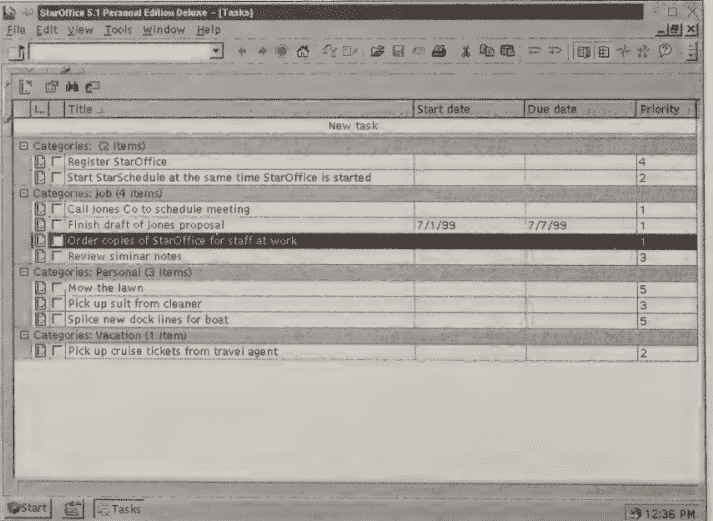 StarOffice 5.1 Personal Edition Deluxe - [Tasks]
File Edit View Tools Window Help
I... Title Start date Due date Priority
New task
Categories: (2 items)
Register StarOffice 4
Start StarSchedule at the same time StarOffice is started 2
Categories: Job (4 items)
Call Jones Co to schedule meeting 1
Finish draft of Jones proposal 7/1/99 7/7/99 1
Order copies of StarOffice for staff at work 1
Review siminar notes 3
Categories: Personal (3 items)
Mow the lawn 5
Pick up suit from cleaner 3
Splice new dock lines for boat 5
Categories: Vacation (1 item)
Pick up cruise tickets from travel agent 2
Start Tasks 12:36 PM